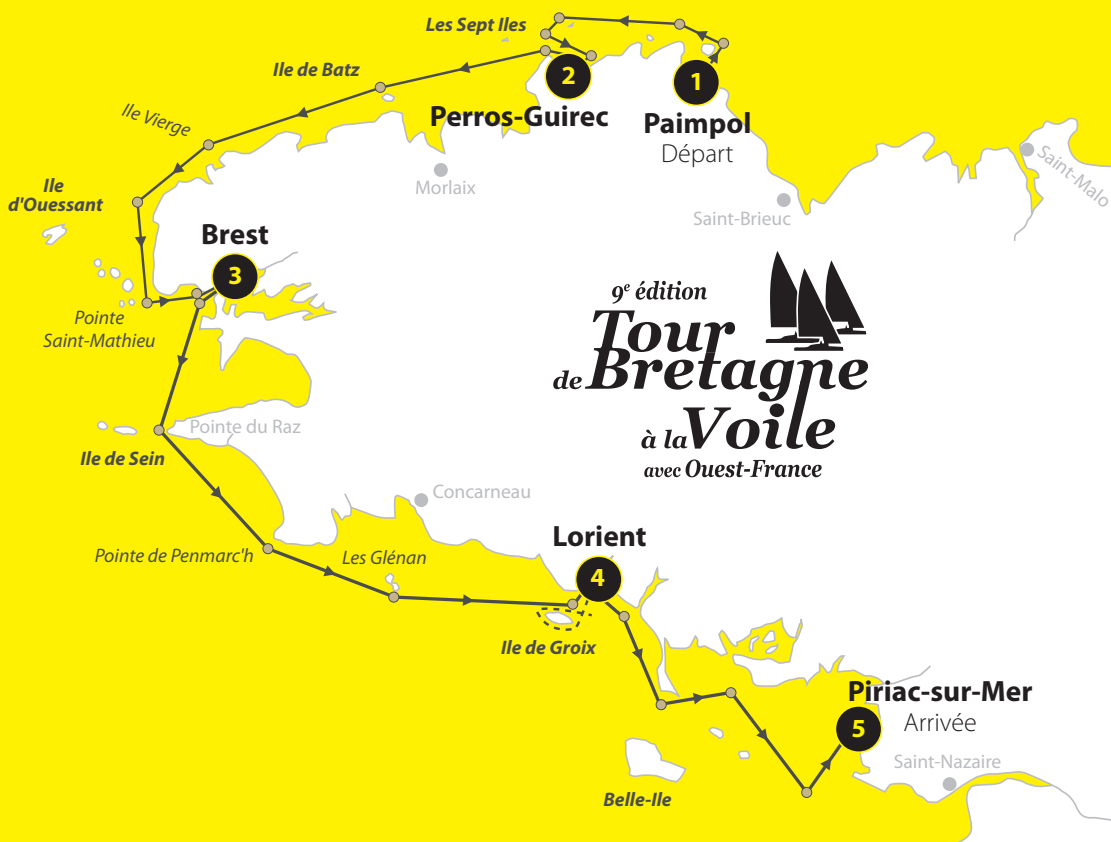 Les Sept Iles
Ile de Batz
2
1
Perros-Guirec
Paimpol
Départ
Ile Vierge
Saint-Malo
Morlaix
Ile
d'Ouessant
Saint-Brieuc
Brest
3
9e édition
Tour
de Bretagne
à la Voile
avec Ouest-France
Pointe
Saint-Mathieu
Pointe du Raz
Ile de Sein
Concarneau
Lorient
Pointe de Penmarc'h
Les Glénan
4
Ile de Groix
Piriac-sur-Mer
Arrivée
5
Saint-Nazaire
Belle-Ile